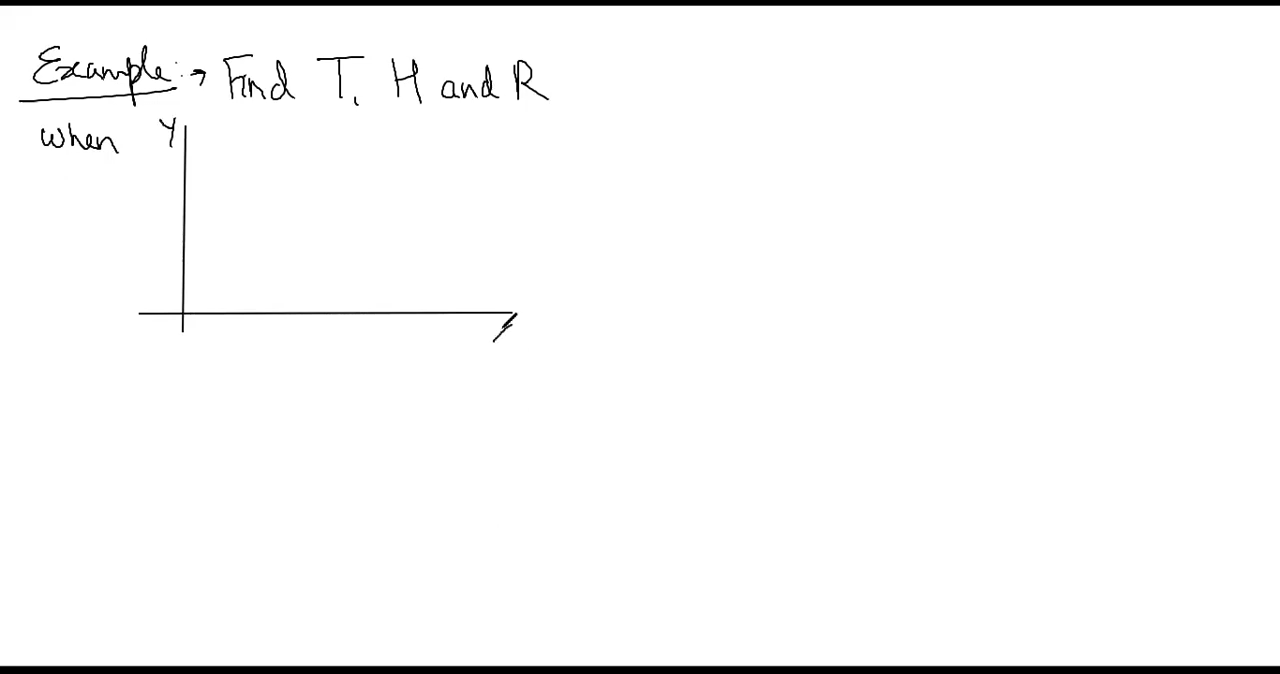 Example:→ Find T, H and R
when Y